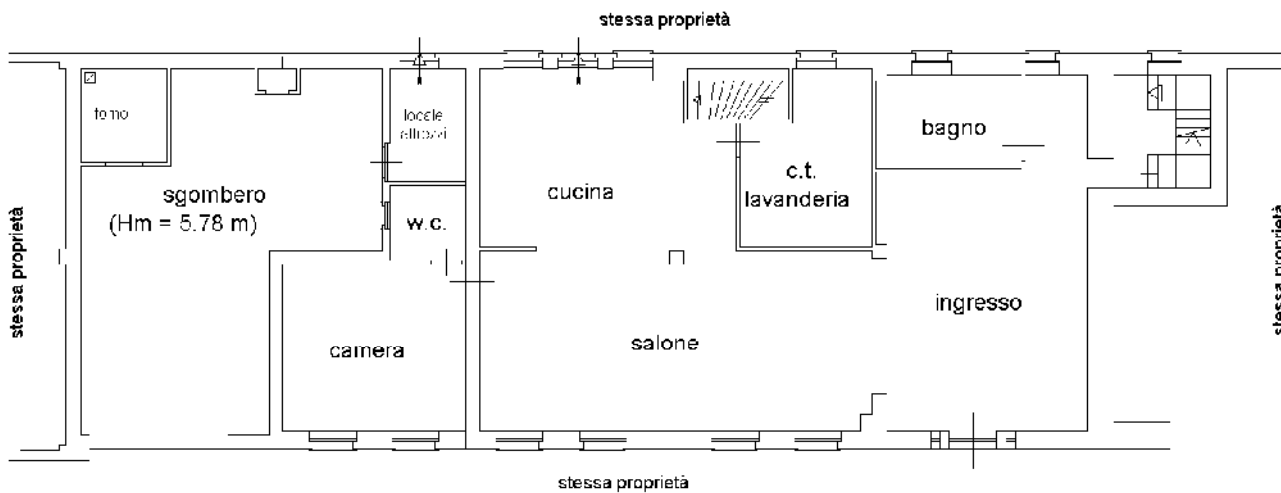 stessa proprietà
forno
locale
attrezzi
bagno
sgombero
(Hm = 5.78 m)
cucina
c.t.
lavanderia
w.c.
stessa proprietà
stessa proprietà
ingresso
salone
camera
stessa proprietà